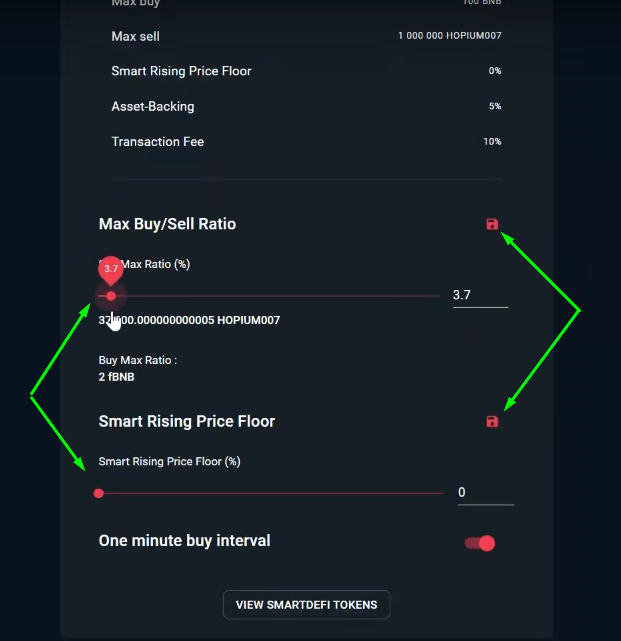 Max buy 100 BNB
Max sell 1 000 000 HOPIUM007
Smart Rising Price Floor 0%
Asset-Backing 5%
Transaction Fee 10%
Max Buy/Sell Ratio
Max Ratio (%)
3.7
3.7
.000000000005 HOPIUM007
Buy Max Ratio :
2 fBNB
Smart Rising Price Floor
Smart Rising Price Floor (%)
0
One minute buy interval
VIEW SMARTDEFI TOKENS